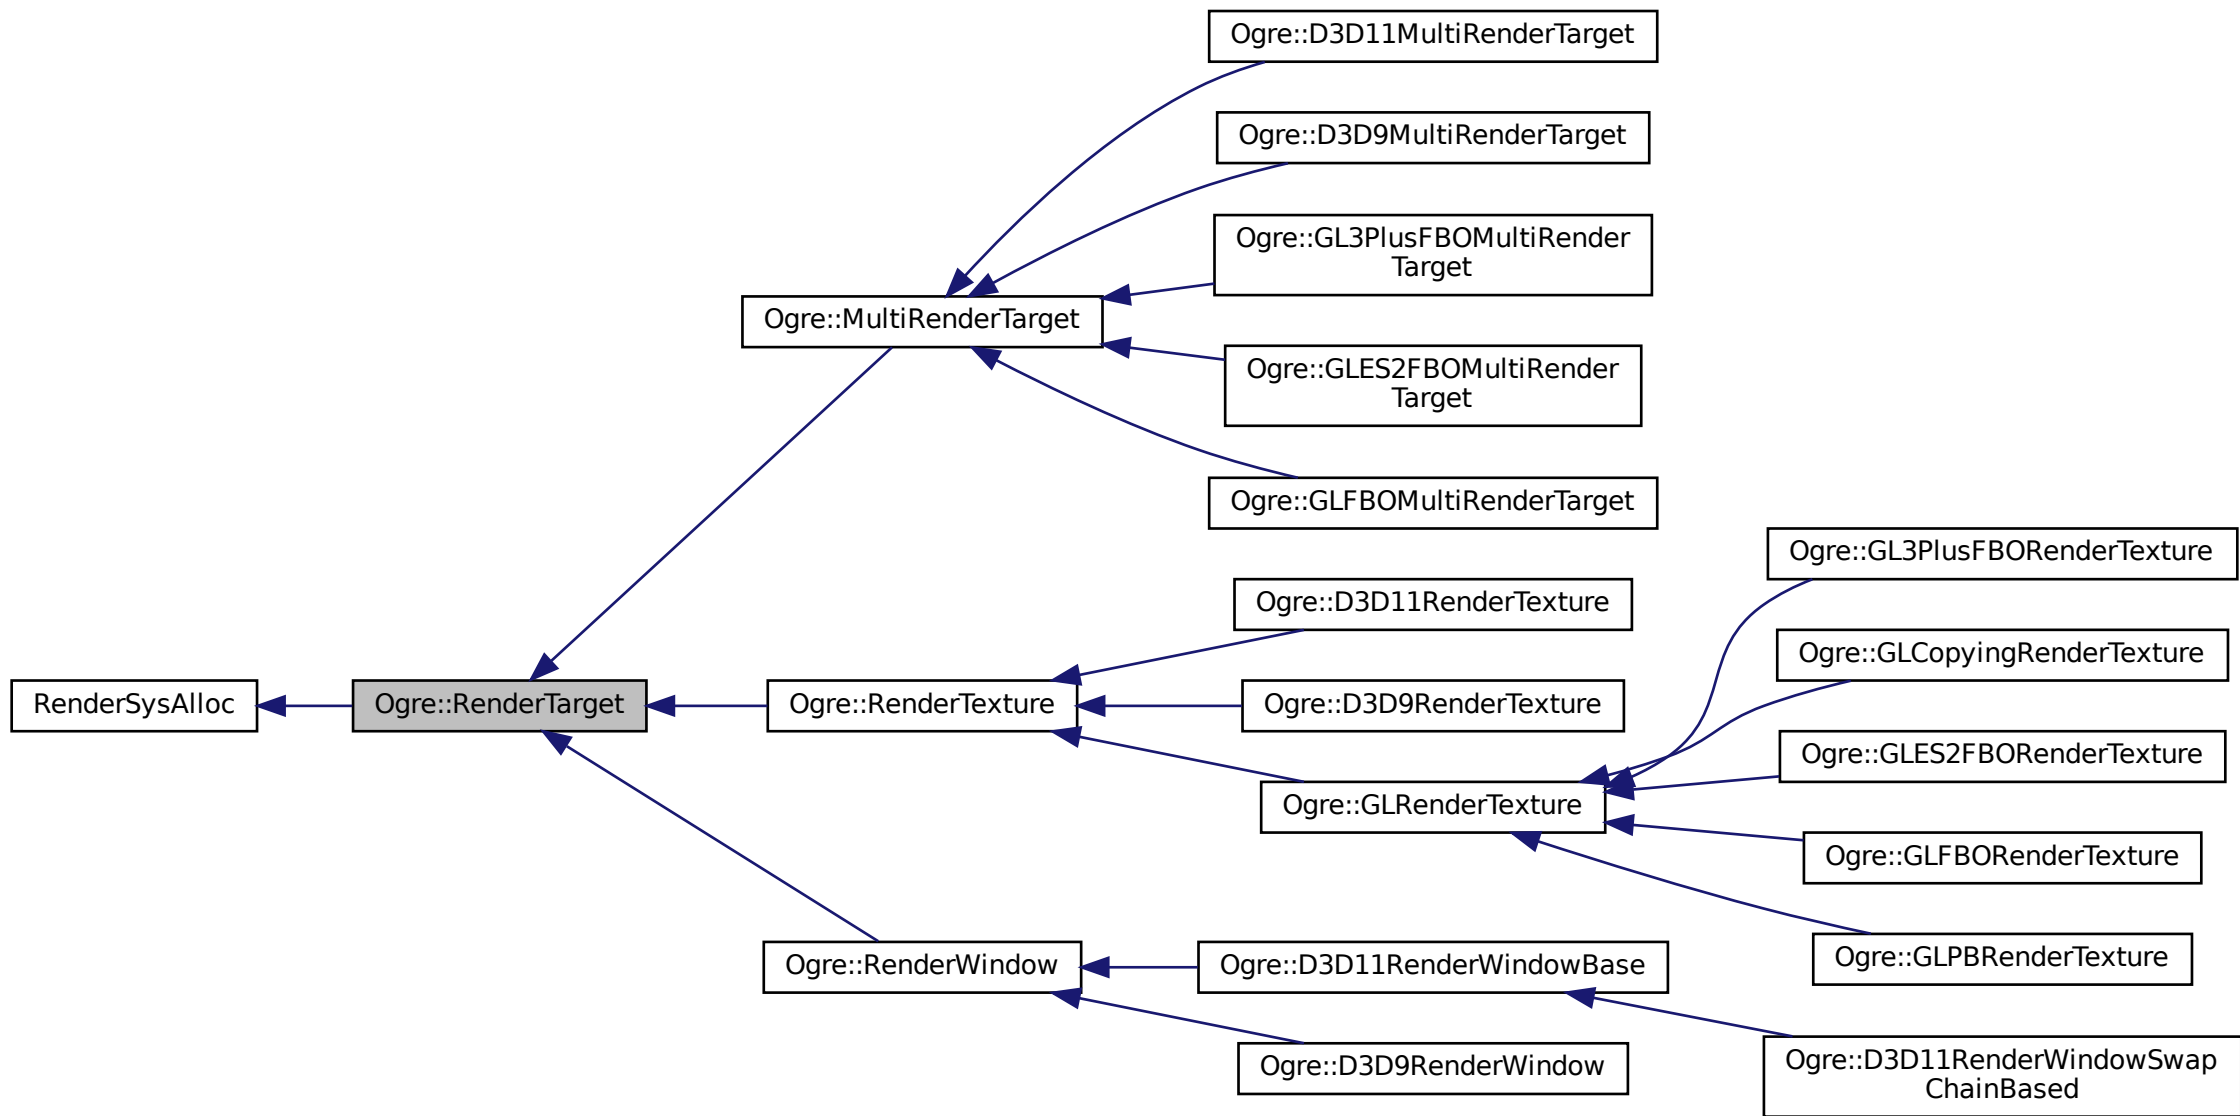 Ogre::D3D11MultiRenderTarget
Ogre::D3D9MultiRenderTarget
Ogre::GL3PlusFBOMultiRender
Target
Ogre::MultiRenderTarget
Ogre::GLES2FBOMultiRender
Target
Ogre::GLFBOMultiRenderTarget
Ogre::GL3PlusFBORenderTexture
Ogre::D3D11RenderTexture
Ogre::GLCopyingRenderTexture
RenderSysAlloc
Ogre::RenderTarget
Ogre::RenderTexture
Ogre::D3D9RenderTexture
Ogre::GLES2FBORenderTexture
Ogre::GLRenderTexture
Ogre::GLFBORenderTexture
Ogre::GLPBRenderTexture
Ogre::RenderWindow
Ogre::D3D11RenderWindowBase
Ogre::D3D9RenderWindow
Ogre::D3D11RenderWindowSwap
ChainBased